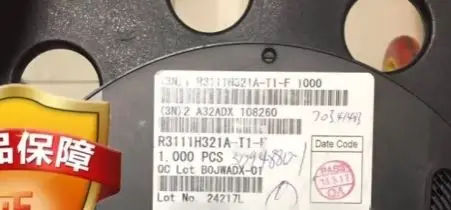 (3N)1 R3111H321A-T1-F 1000
(3N)2 A32ADX 108260
R3111H321A-T1-F
1,000 PCS
Date Code
QC Lot B0JWADX-01
PASS
Lot No. 24217L
品保障